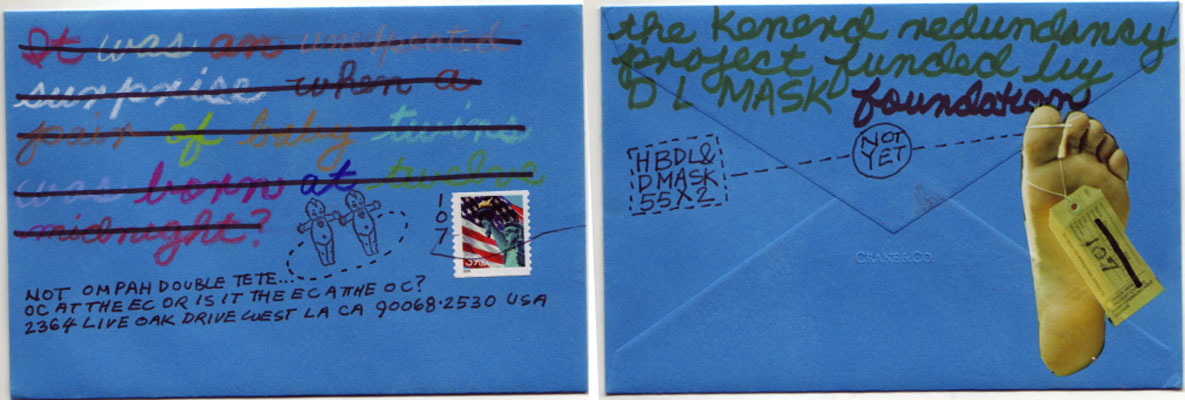 It was an unexpected
surprise when a
pair of baby twins
was born at twelve
midnight?
107
NOT OMPAH DOUBLE TETE...
OC AT THE EC OR IS IT THE EC ATTHE OC?
2364 LIVE OAK DRIVE WEST LA CA 90068·2530 USA
the Kenend redundancy
project funded by
D L MASK foundation
NOT
YET
HBDL&
DMASK
55X2
CRANE&CO.
107